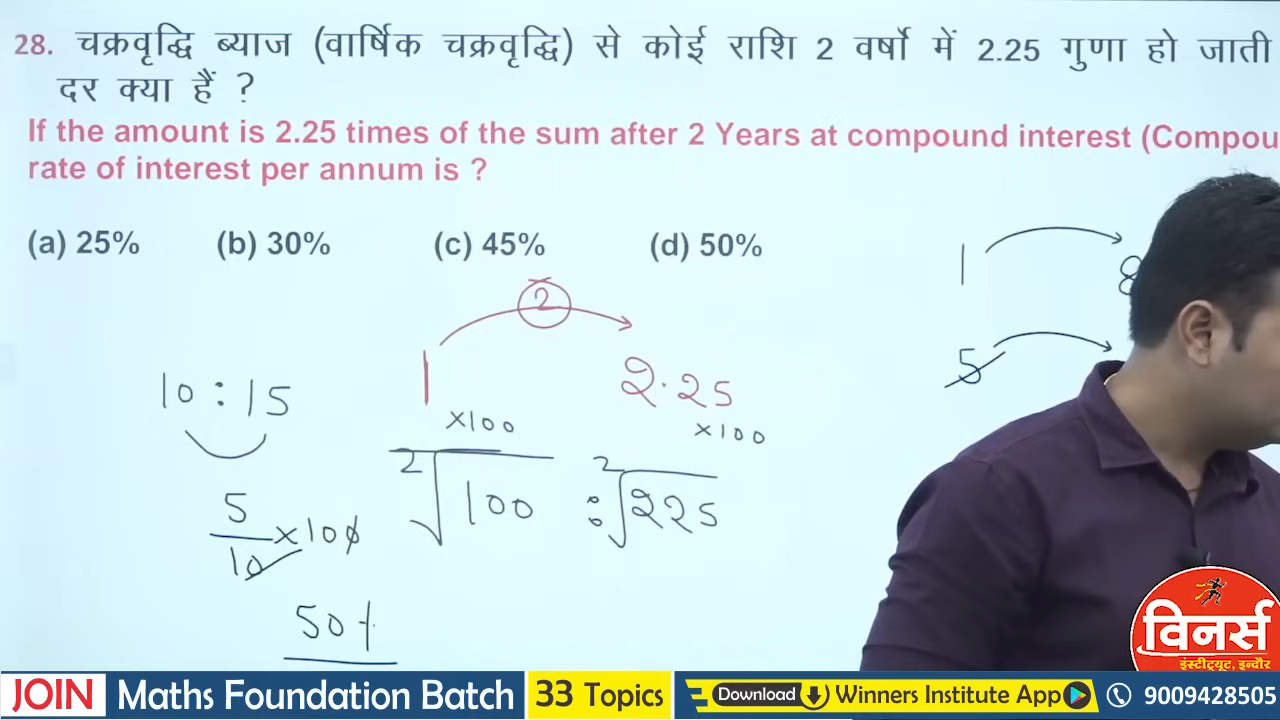 28. चक्रवृद्धि ब्याज (वार्षिक चक्रवृद्धि) से कोई राशि 2 वर्षो में 2.25 गुणा हो जाती
दर क्या हैं ?
If the amount is 2.25 times of the sum after 2 Years at compound interest (Compou
rate of interest per annum is ?
(a) 25% (b) 30% (c) 45% (d) 50%
2
1 8
1 2.25
5
10 : 15
×100 ×100
2√100 : 2√225
5/10 ×100
50%
विनर्स
इंस्टीट्यूट, इन्दौर
JOIN Maths Foundation Batch 33 Topics Download Winners Institute App 9009428505